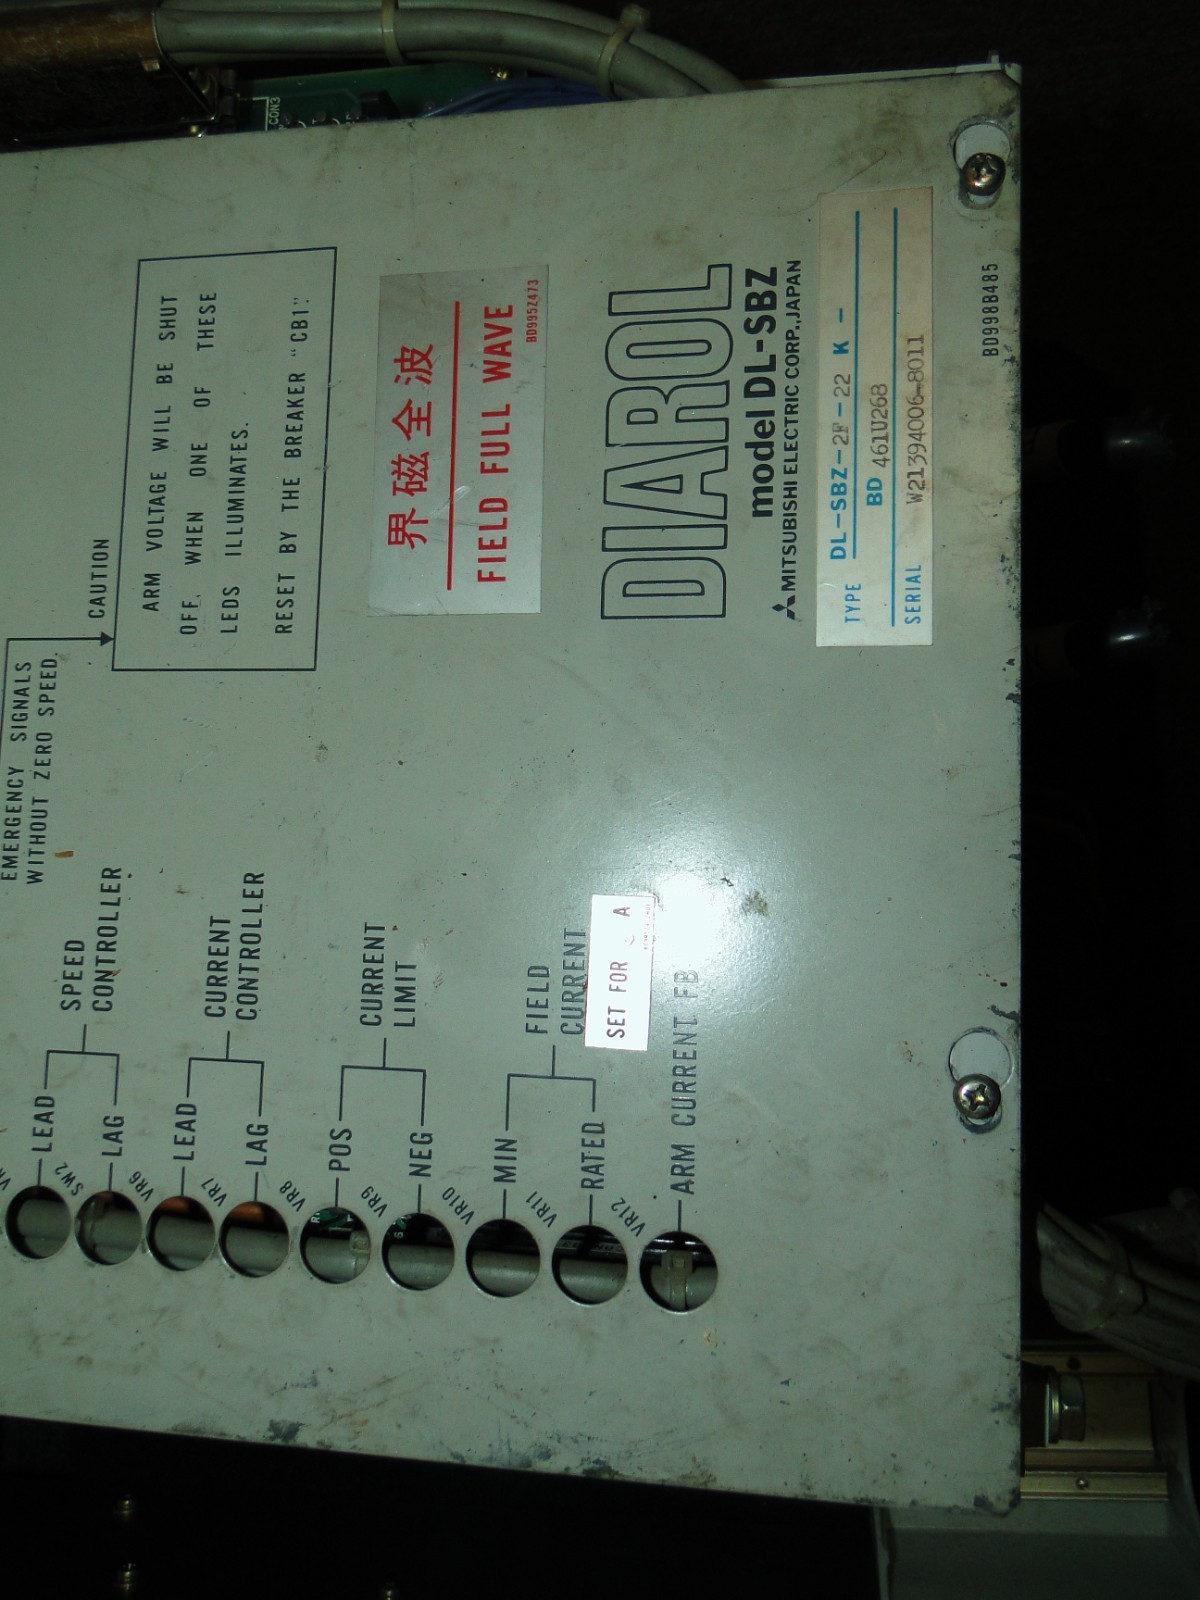 CON3
EMERGENCY SIGNALS
WITHOUT ZERO SPEED.
CAUTION
ARM VOLTAGE WILL BE SHUT
OFF, WHEN ONE OF THESE
LEDS ILLUMINATES.
RESET BY THE BREAKER "CB1".
界磁全波
FIELD FULL WAVE
BD995Z473
DIAROL
model DL-SBZ
MITSUBISHI ELECTRIC CORP., JAPAN
TYPE DL-SBZ-2F-22 K -
BD 461U268
SERIAL W21394006-8011
BD998B485
SPEED
CONTROLLER
LEAD
LAG
CURRENT
CONTROLLER
LEAD
LAG
CURRENT
LIMIT
POS
NEG
FIELD
CURRENT
MIN
RATED
SET FOR A
ARM CURRENT FB
SW2
VR6
VR7
VR8
VR9
VR10
VR11
VR12